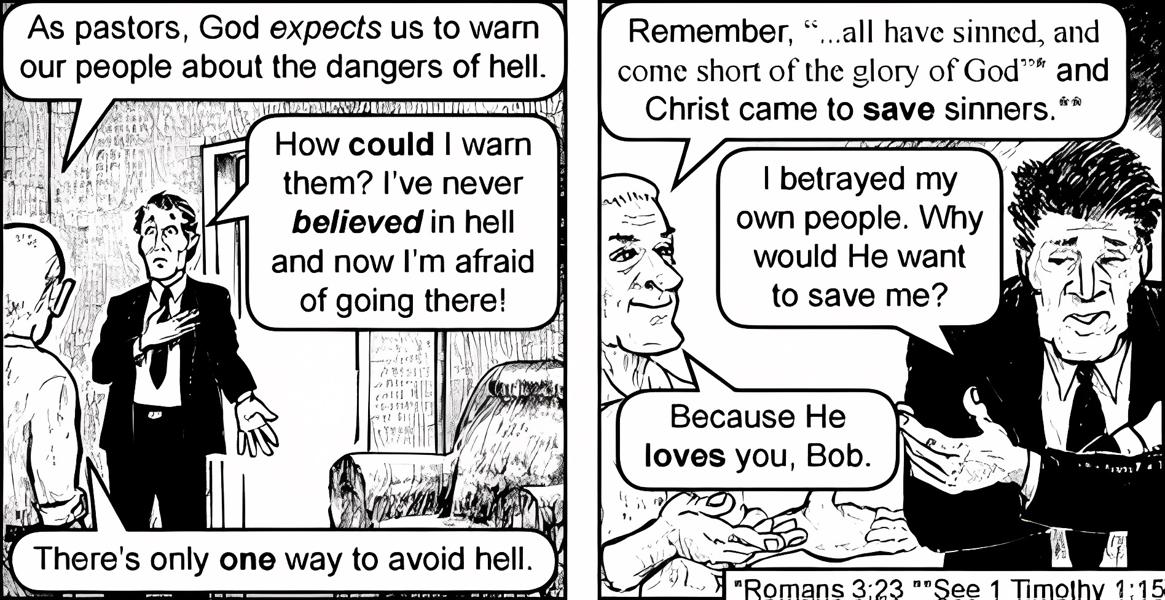 As pastors, God expects us to warn
our people about the dangers of hell.
How could I warn
them? I've never
believed in hell
and now I'm afraid
of going there!
There's only one way to avoid hell.
Remember, “...all have sinned, and
come short of the glory of God”* and
Christ came to save sinners.**
I betrayed my
own people. Why
would He want
to save me?
Because He
loves you, Bob.
*Romans 3:23 **See 1 Timothy 1:15